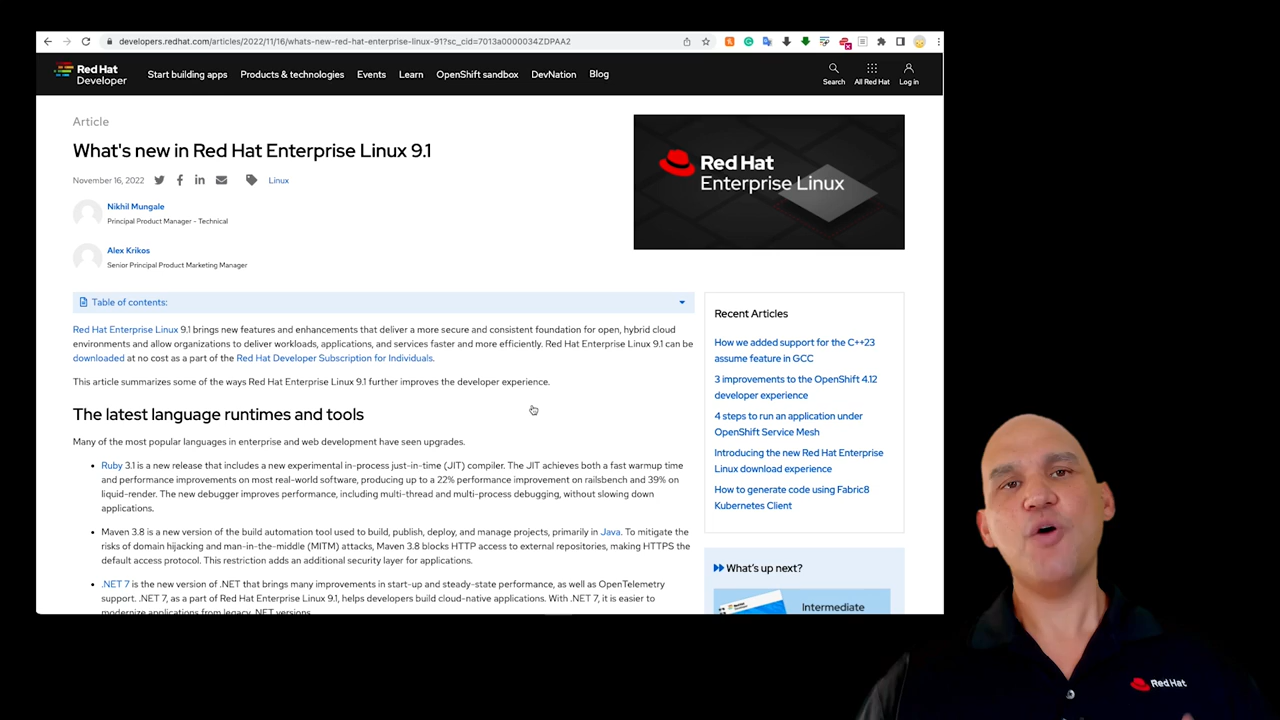 developers.redhat.com/articles/2022/11/16/whats-new-red-hat-enterprise-linux-91?sc_cid=7013a0000034ZDPAA2
Red Hat
Developer
Start building apps
Products & technologies
Events
Learn
OpenShift sandbox
DevNation
Blog
Search
All Red Hat
Log in
Article
What's new in Red Hat Enterprise Linux 9.1
November 16, 2022
Linux
Nikhil Mungale
Principal Product Manager - Technical
Alex Krikos
Senior Principal Product Marketing Manager
Red Hat
Enterprise Linux
Table of contents:
Red Hat Enterprise Linux 9.1 brings new features and enhancements that deliver a more secure and consistent foundation for open, hybrid cloud
environments and allow organizations to deliver workloads, applications, and services faster and more efficiently. Red Hat Enterprise Linux 9.1 can be
downloaded at no cost as a part of the Red Hat Developer Subscription for Individuals.
This article summarizes some of the ways Red Hat Enterprise Linux 9.1 further improves the developer experience.
The latest language runtimes and tools
Many of the most popular languages in enterprise and web development have seen upgrades.
• Ruby 3.1 is a new release that includes a new experimental in-process just-in-time (JIT) compiler. The JIT achieves both a fast warmup time
and performance improvements on most real-world software, producing up to a 22% performance improvement on railsbench and 39% on
liquid-render. The new debugger improves performance, including multi-thread and multi-process debugging, without slowing down
applications.
• Maven 3.8 is a new version of the build automation tool used to build, publish, deploy, and manage projects, primarily in Java. To mitigate the
risks of domain hijacking and man-in-the-middle (MITM) attacks, Maven 3.8 blocks HTTP access to external repositories, making HTTPS the
default access protocol. This restriction adds an additional security layer for applications.
• .NET 7 is the new version of .NET that brings many improvements in start-up and steady-state performance, as well as OpenTelemetry
support. .NET 7, as a part of Red Hat Enterprise Linux 9.1, helps developers build cloud-native applications. With .NET 7, it is easier to
modernize applications from legacy .NET versions.
Recent Articles
How we added support for the C++23
assume feature in GCC
3 improvements to the OpenShift 4.12
developer experience
4 steps to run an application under
OpenShift Service Mesh
Introducing the new Red Hat Enterprise
Linux download experience
How to generate code using Fabric8
Kubernetes Client
What's up next?
Intermediate
Red Hat